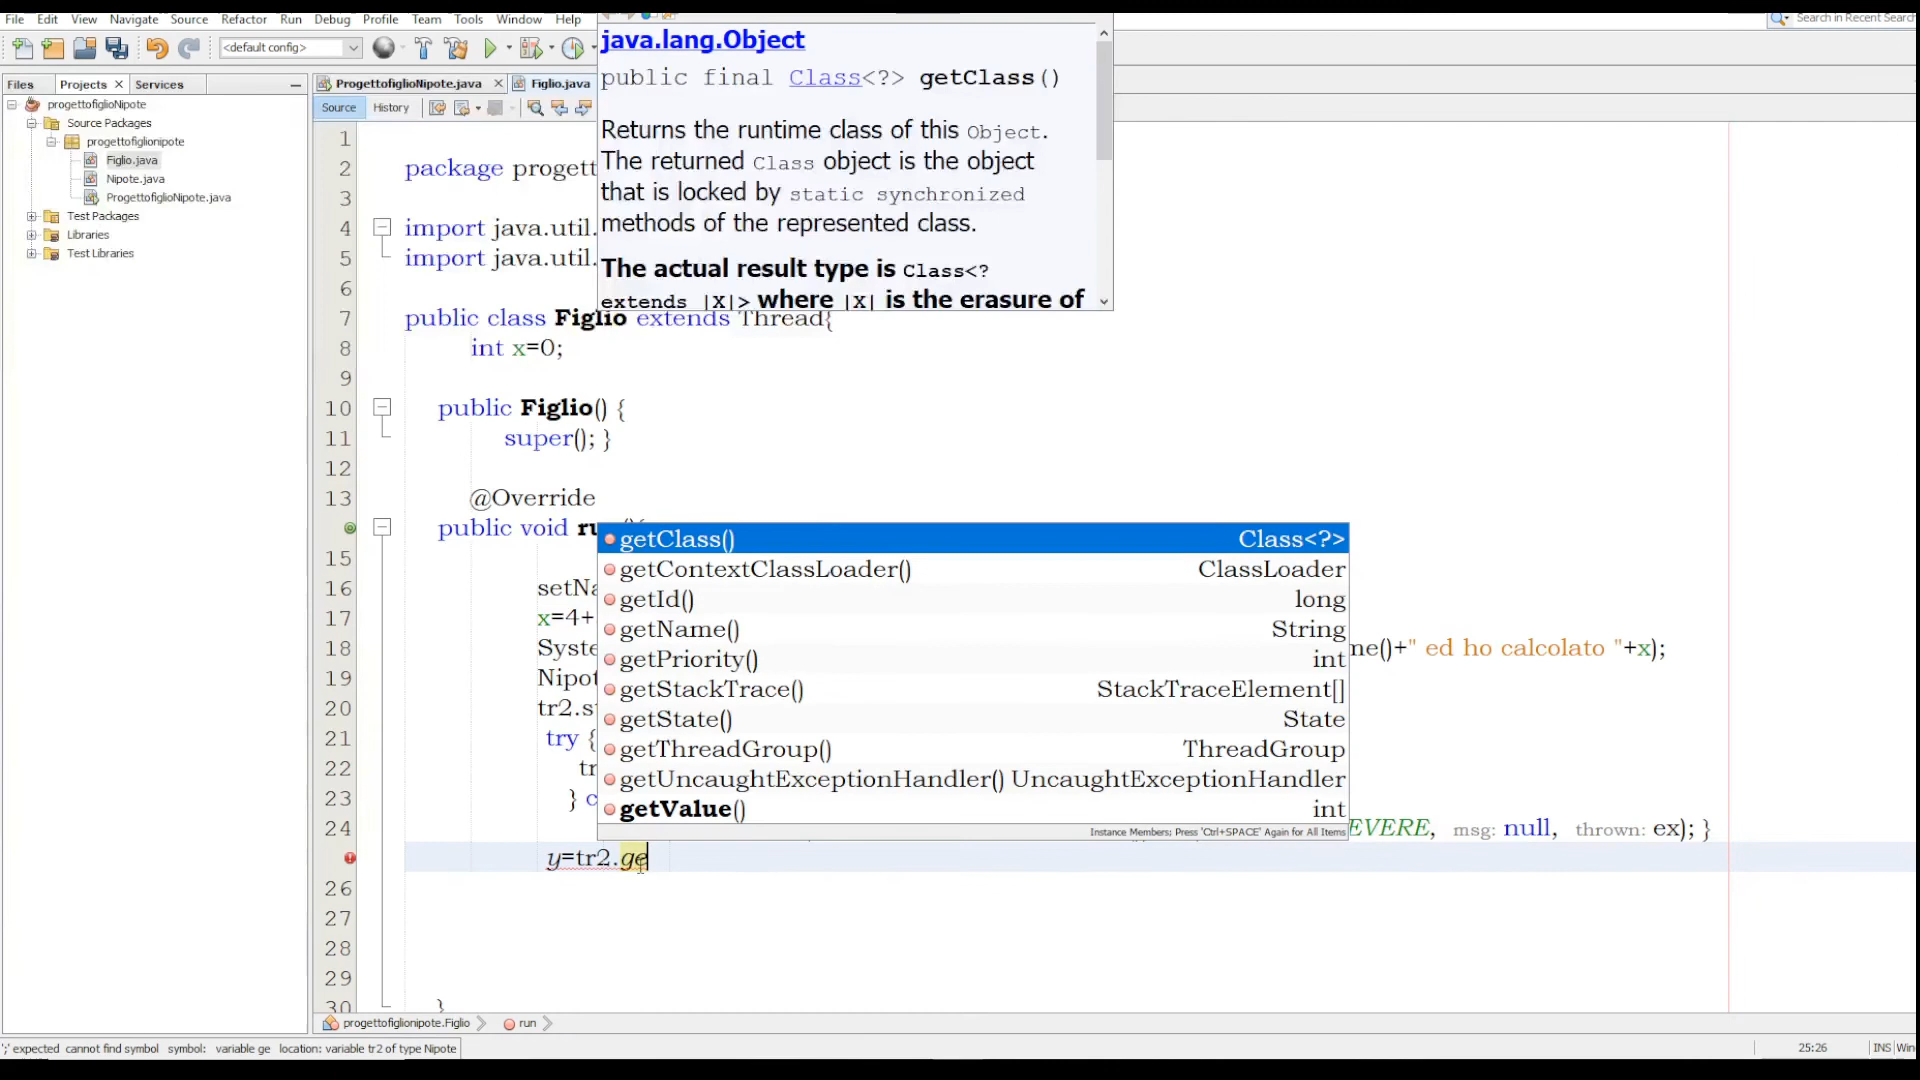 File Edit View Navigate Source Refactor Run Debug Profile Team Tools Window Help
Search in Recent Search
<default config>
Files Projects Services
progettofiglioNipote
Source Packages
progettofiglionipote
Figlio.java
Nipote.java
ProgettofiglioNipote.java
Test Packages
Libraries
Test Libraries
ProgettofiglioNipote.java Figlio.java
Source History
java.lang.Object
public final Class<?> getClass()
Returns the runtime class of this Object.
The returned Class object is the object
that is locked by static synchronized
methods of the represented class.
The actual result type is Class<?
extends |X|> where |X| is the erasure of
1
2 package progett
3
4 import java.util.
5 import java.util.
6
7 public class Figlio extends Thread{
8 int x=0;
9
10 public Figlio() {
11 super(); }
12
13 @Override
public void ru
15
16 setNa
17 x=4+
18 Syste me()+" ed ho calcolato "+x);
19 Nipot
20 tr2.s
21 try {
22 tr
23 } c
24 EVERE, msg: null, thrown: ex); }
y=tr2.ge
26
27
28
29
30 }
getClass() Class<?>
getContextClassLoader() ClassLoader
getId() long
getName() String
getPriority() int
getStackTrace() StackTraceElement[]
getState() State
getThreadGroup() ThreadGroup
getUncaughtExceptionHandler() UncaughtExceptionHandler
getValue() int
Instance Members; Press 'Ctrl+SPACE' Again for All Items
progettofiglionipote.Figlio run
';' expected cannot find symbol symbol: variable ge location: variable tr2 of type Nipote
25:26 INS Win